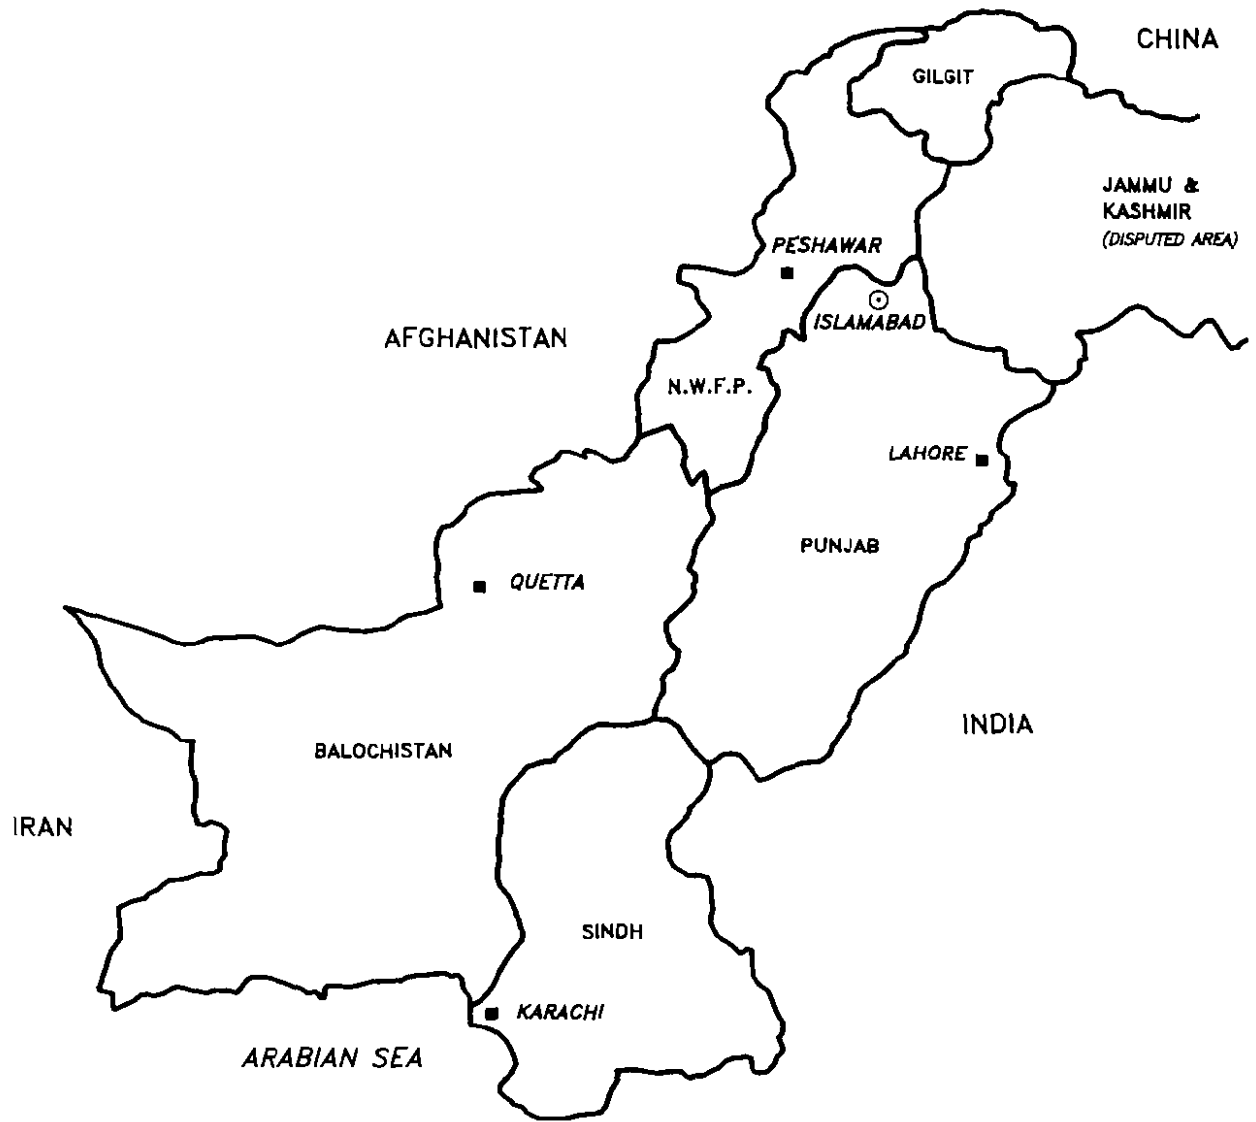 CHINA
GILGIT
JAMMU &
KASHMIR
(DISPUTED AREA)
PESHAWAR
ISLAMABAD
AFGHANISTAN
N.W.F.P.
LAHORE
PUNJAB
QUETTA
INDIA
BALOCHISTAN
IRAN
SINDH
KARACHI
ARABIAN SEA